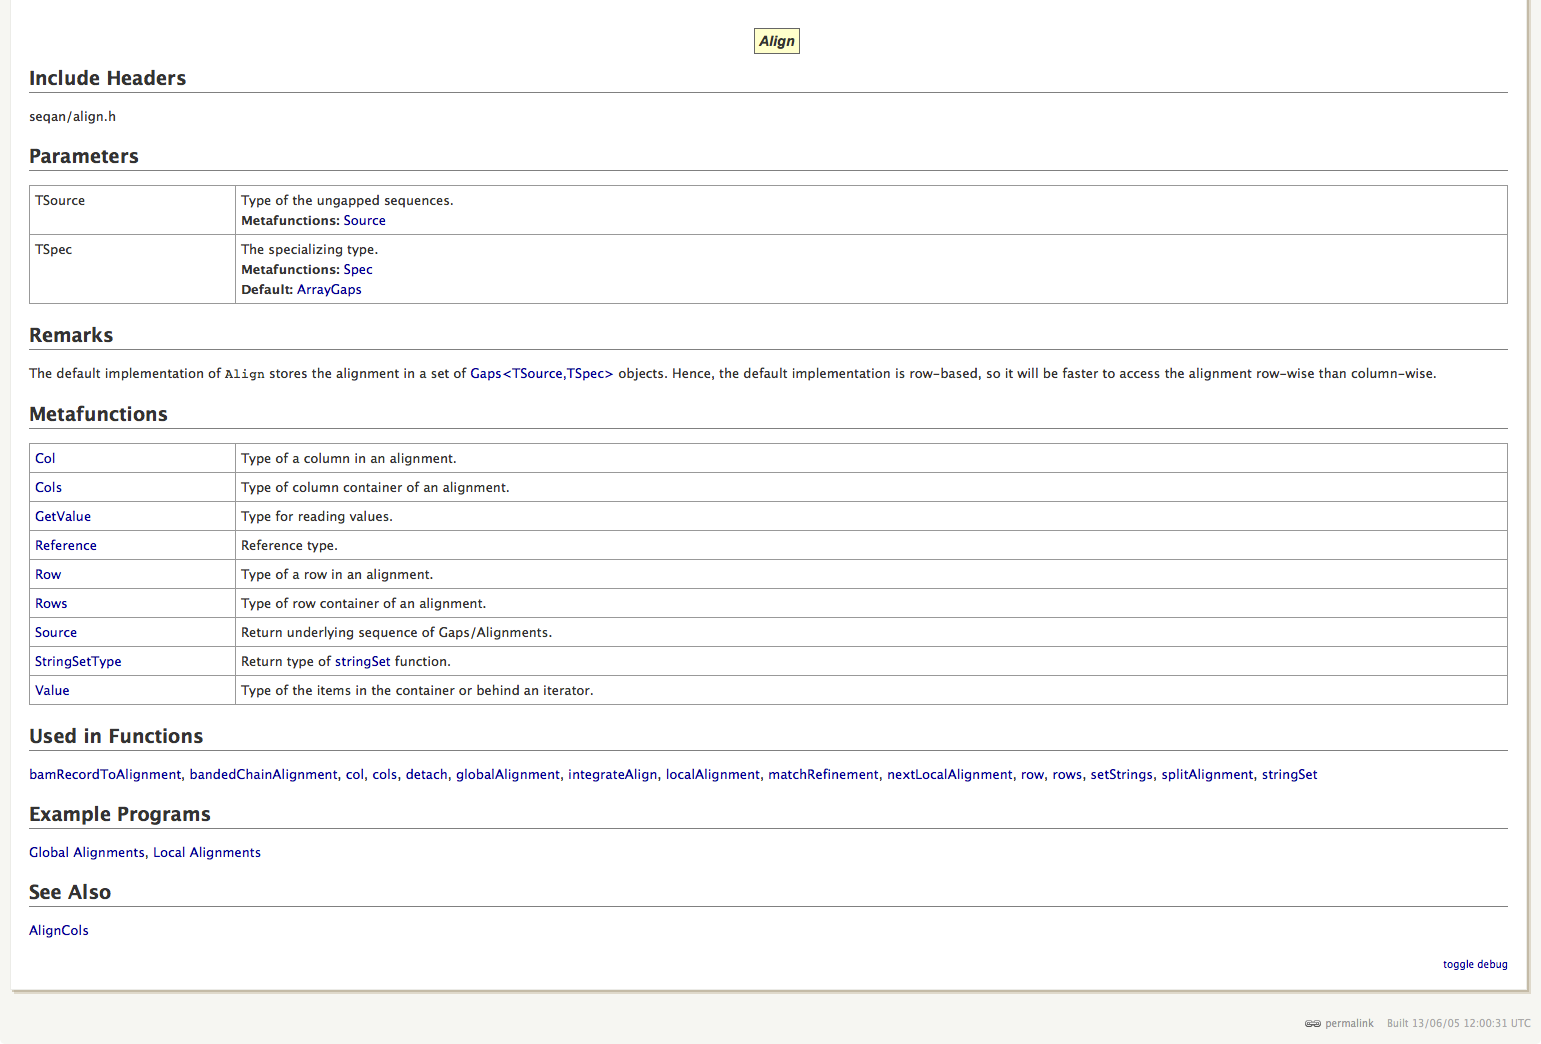 Align
Include Headers
seqan/align.h
Parameters
TSource
Type of the ungapped sequences.
Metafunctions: Source
TSpec
The specializing type.
Metafunctions: Spec
Default: ArrayGaps
Remarks
The default implementation of Align stores the alignment in a set of Gaps<TSource,TSpec> objects. Hence, the default implementation is row-based, so it will be faster to access the alignment row-wise than column-wise.
Metafunctions
Col Type of a column in an alignment.
Cols Type of column container of an alignment.
GetValue Type for reading values.
Reference Reference type.
Row Type of a row in an alignment.
Rows Type of row container of an alignment.
Source Return underlying sequence of Gaps/Alignments.
StringSetType Return type of stringSet function.
Value Type of the items in the container or behind an iterator.
Used in Functions
bamRecordToAlignment, bandedChainAlignment, col, cols, detach, globalAlignment, integrateAlign, localAlignment, matchRefinement, nextLocalAlignment, row, rows, setStrings, splitAlignment, stringSet
Example Programs
Global Alignments, Local Alignments
See Also
AlignCols
toggle debug
permalink Built 13/06/05 12:00:31 UTC